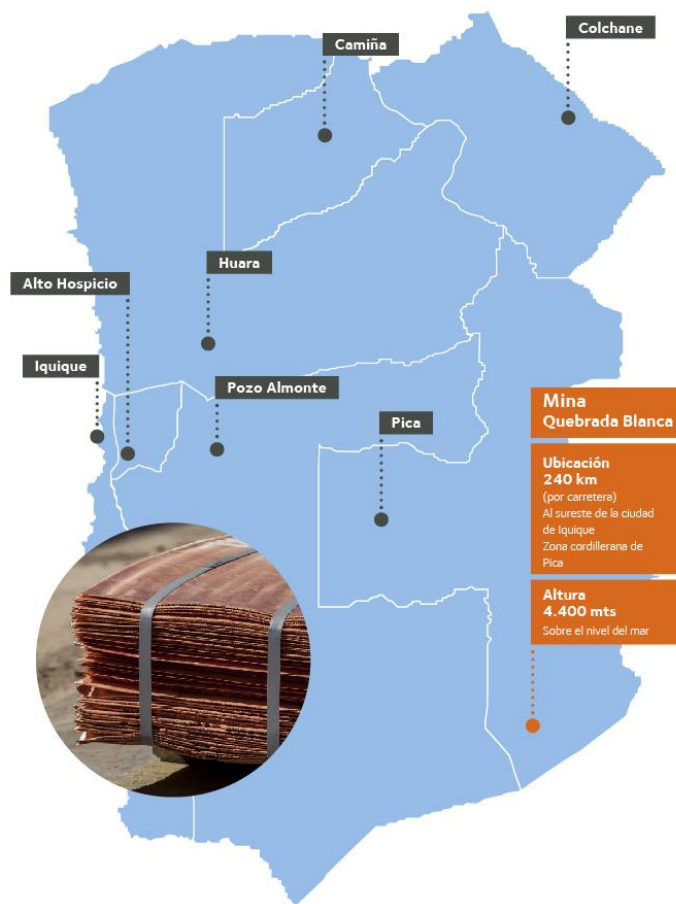 Camiña
Colchane
Huara
Alto Hospicio
Iquique
Pozo Almonte
Pica
Mina
Quebrada Blanca
Ubicación
240 km
(por carretera)
Al sureste de la ciudad
de Iquique
Zona cordillerana de
Pica
Altura
4.400 mts
Sobre el nivel del mar